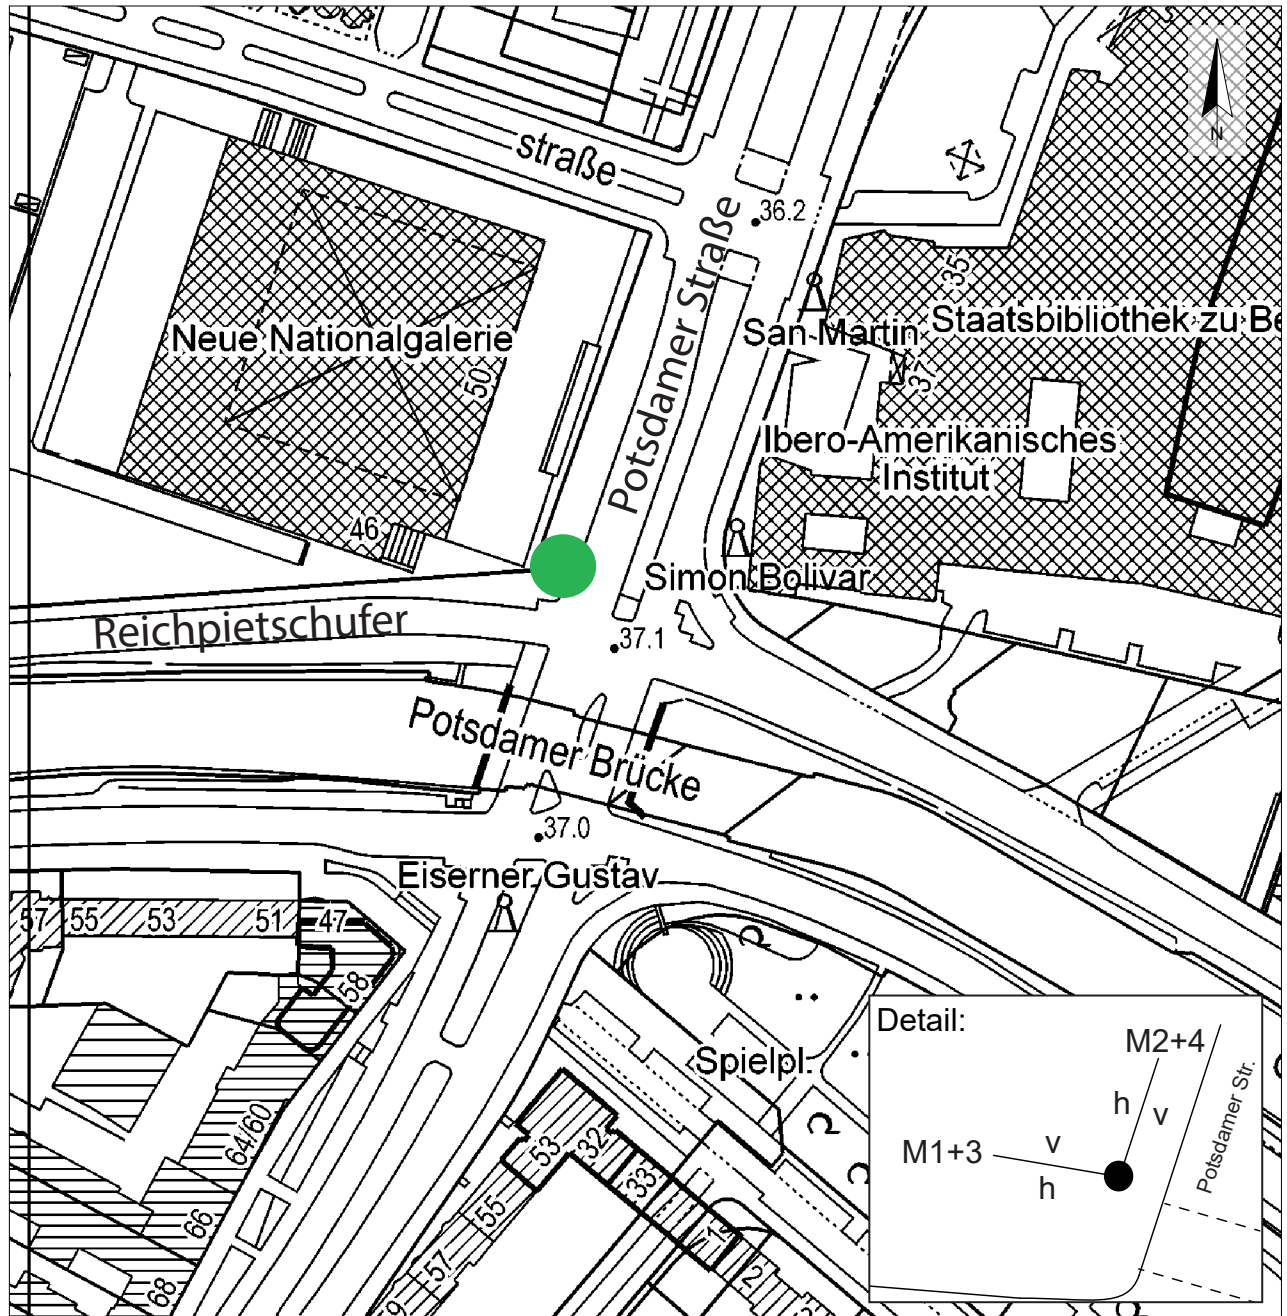 N
straße
36.2
Potsdamer Straße
35
San Martin
Staatsbibliothek zu Be
Neue Nationalgalerie
50
37
Ibero-Amerikanisches
Institut
46
Simon Bolivar
Reichpietschufer
37.1
Potsdamer Brücke
37.0
Eiserner Gustav
57
55
53
51
47
58
Spielpl.
64/60
66
68
53
32
33
55
57
Detail:
M2+4
h
v
Potsdamer Str.
M1+3
v
h